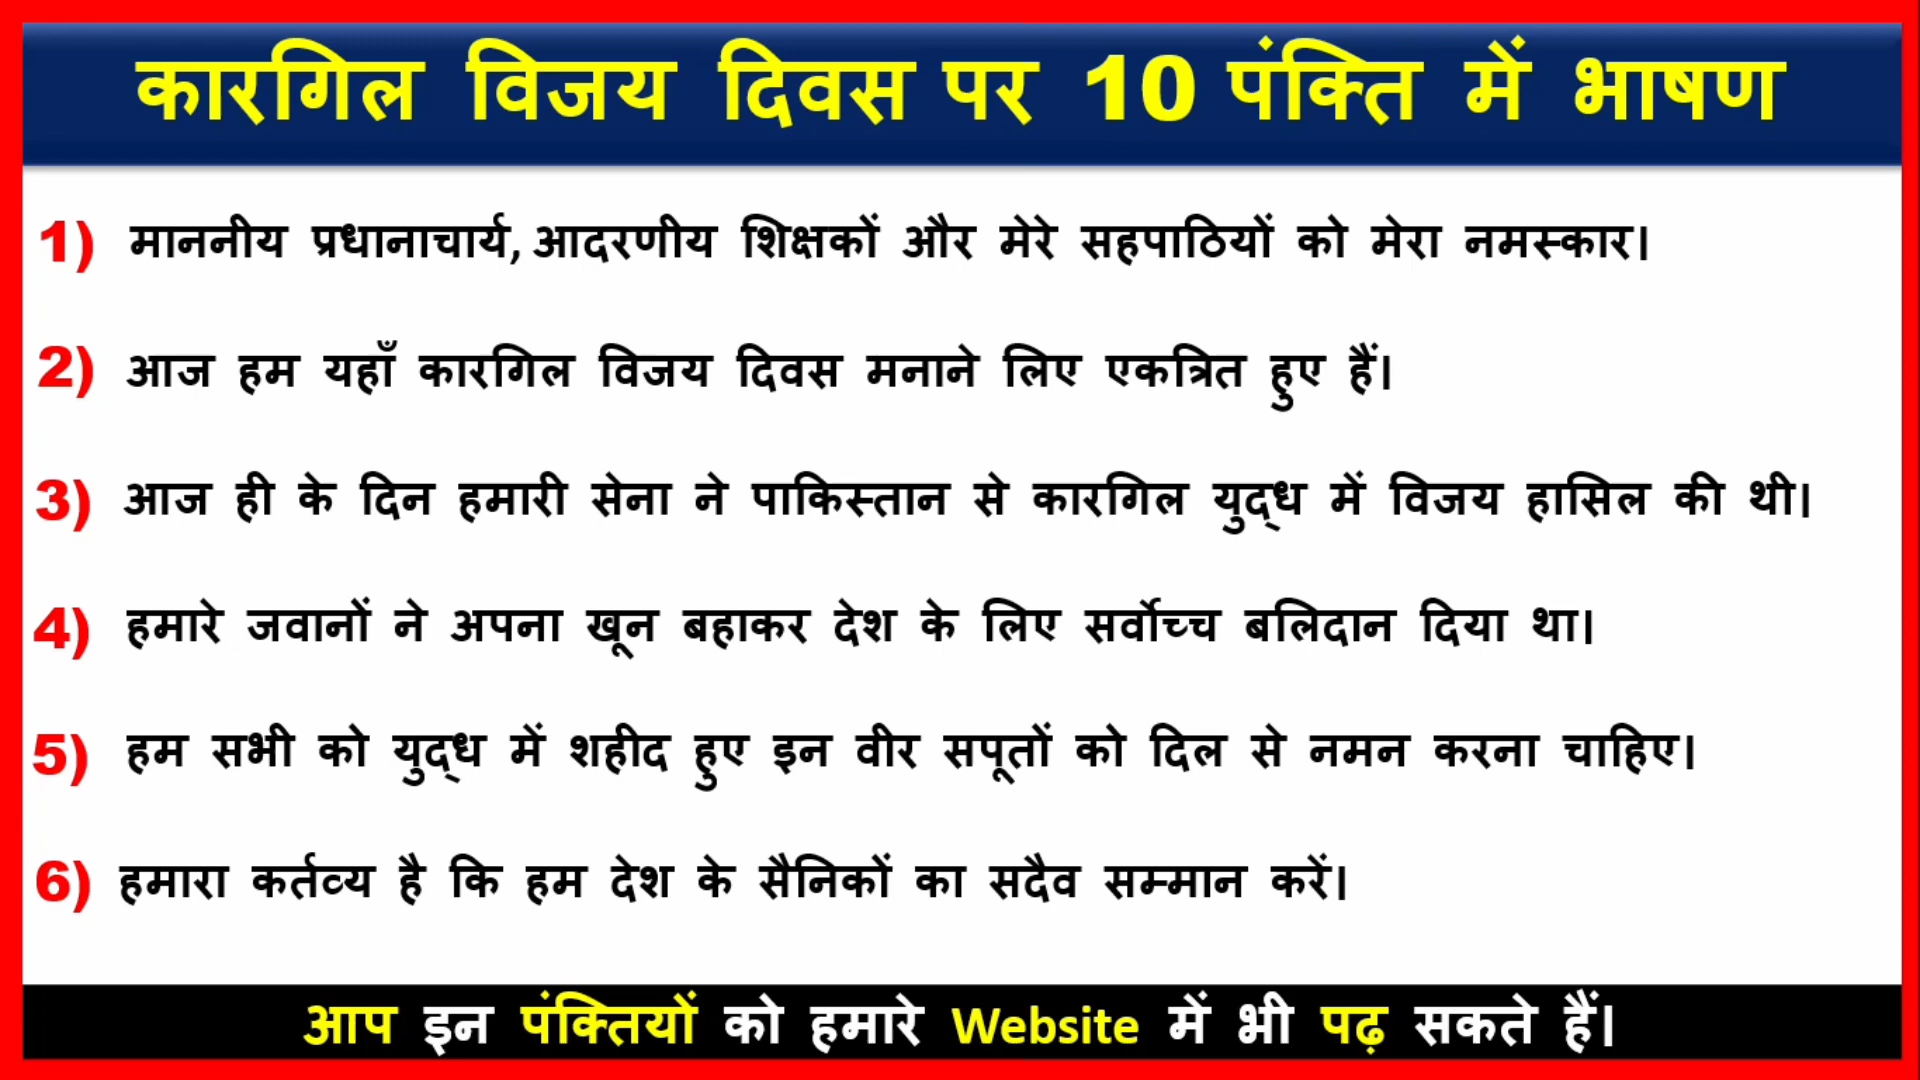 कारगिल विजय दिवस पर 10 पंक्ति में भाषण
1) माननीय प्रधानाचार्य, आदरणीय शिक्षकों और मेरे सहपाठियों को मेरा नमस्कार।
2) आज हम यहाँ कारगिल विजय दिवस मनाने लिए एकत्रित हुए हैं।
3) आज ही के दिन हमारी सेना ने पाकिस्तान से कारगिल युद्ध में विजय हासिल की थी।
4) हमारे जवानों ने अपना खून बहाकर देश के लिए सर्वोच्च बलिदान दिया था।
5) हम सभी को युद्ध में शहीद हुए इन वीर सपूतों को दिल से नमन करना चाहिए।
6) हमारा कर्तव्य है कि हम देश के सैनिकों का सदैव सम्मान करें।
आप इन पंक्तियों को हमारे Website में भी पढ़ सकते हैं।